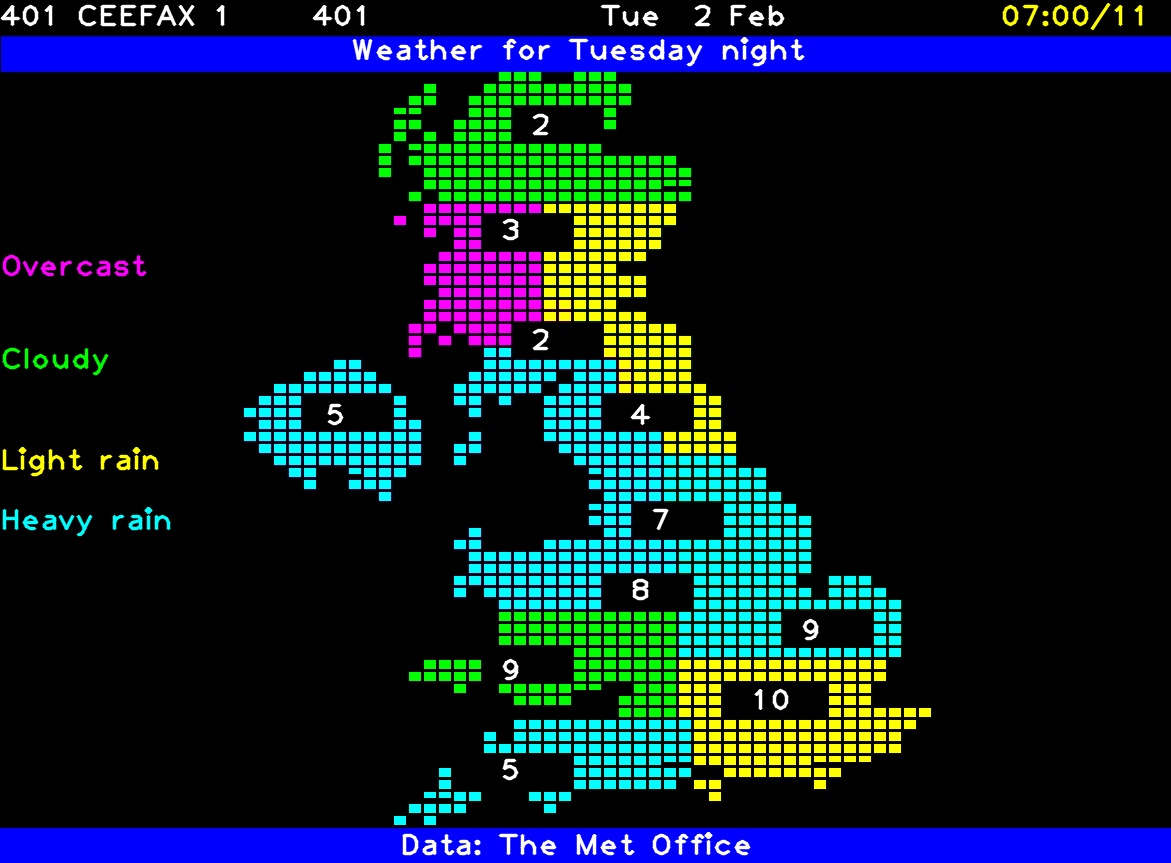 401 CEEFAX 1 401 Tue 2 Feb 07:00/11
Weather for Tuesday night
2
3
Overcast
2
Cloudy
5 4
Light rain
Heavy rain 7
8
9
9
10
5
Data: The Met Office